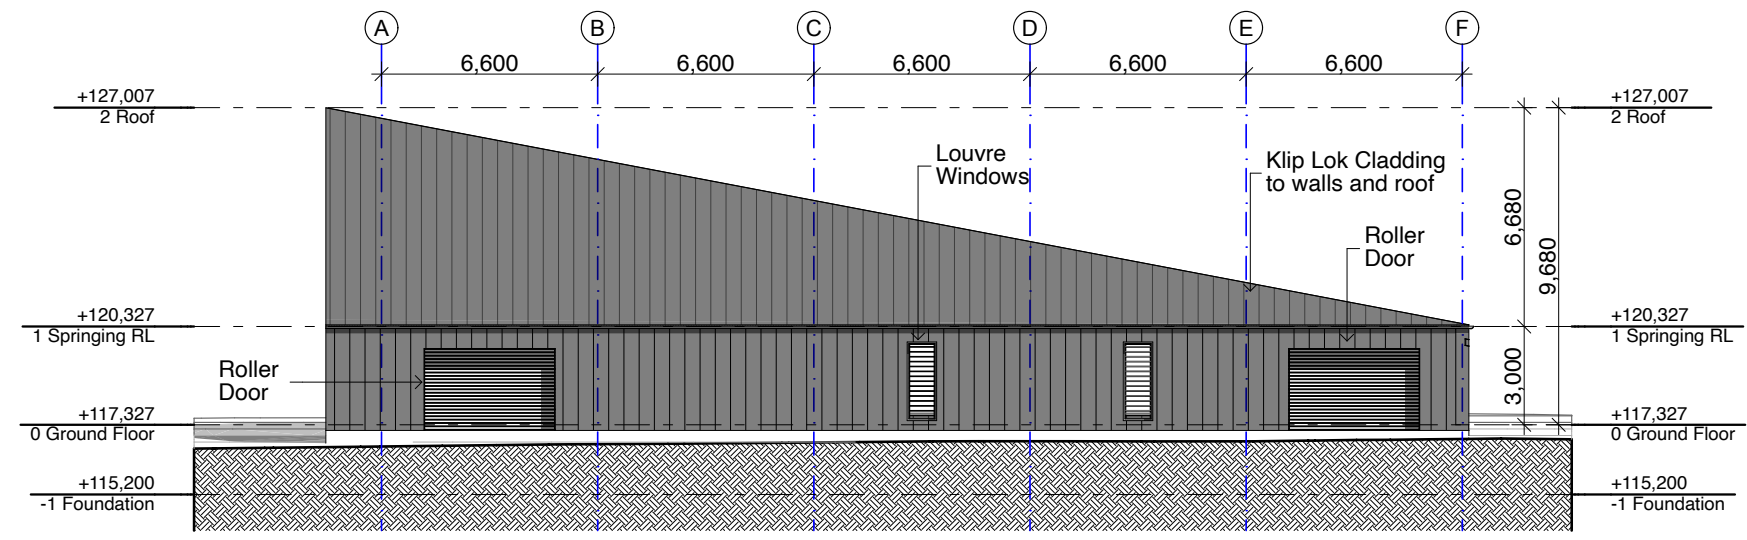 A B C D E F
6,600 6,600 6,600 6,600 6,600
+127,007
2 Roof
+127,007
2 Roof
Louvre
Windows
Klip Lok Cladding
to walls and roof
Roller
Door
6,680
9,680
+120,327
1 Springing RL
+120,327
1 Springing RL
Roller
Door
3,000
+117,327
0 Ground Floor
+117,327
0 Ground Floor
+115,200
-1 Foundation
+115,200
-1 Foundation